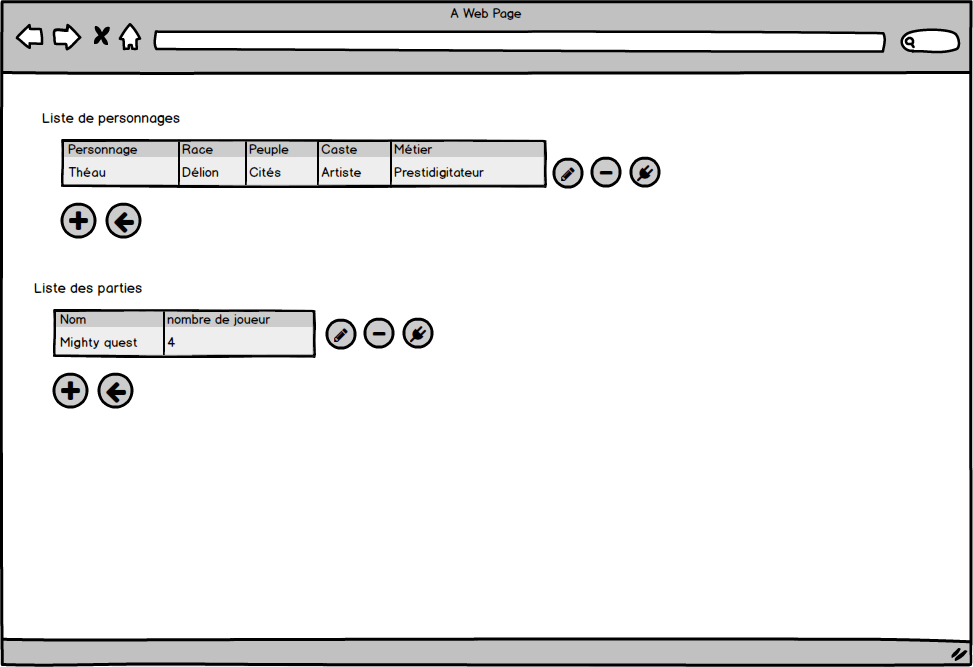 A Web Page
Liste de personnages
Personnage Race Peuple Caste Métier
Théau Délion Cités Artiste Prestidigitateur
Liste des parties
Nom nombre de joueur
Mighty quest 4